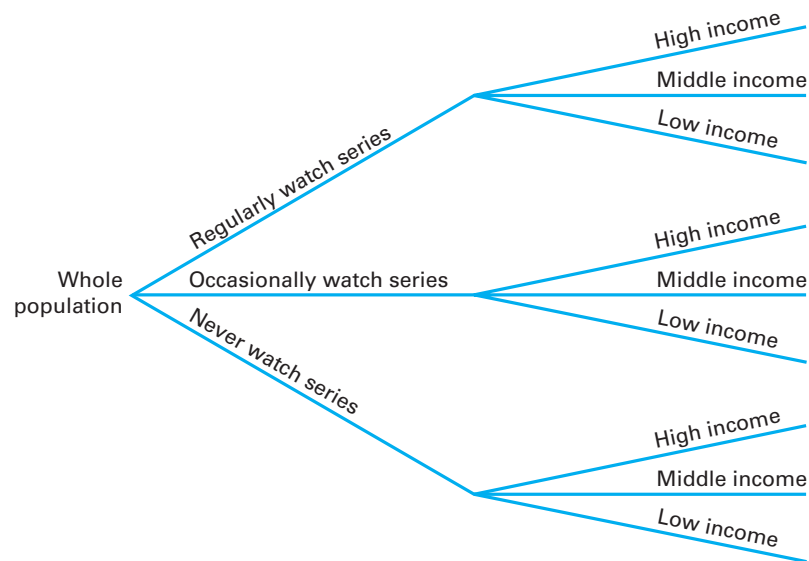 High income
Middle income
Low income
Regularly watch series
High income
Whole
population
Occasionally watch series
Middle income
Never watch series
Low income
High income
Middle income
Low income